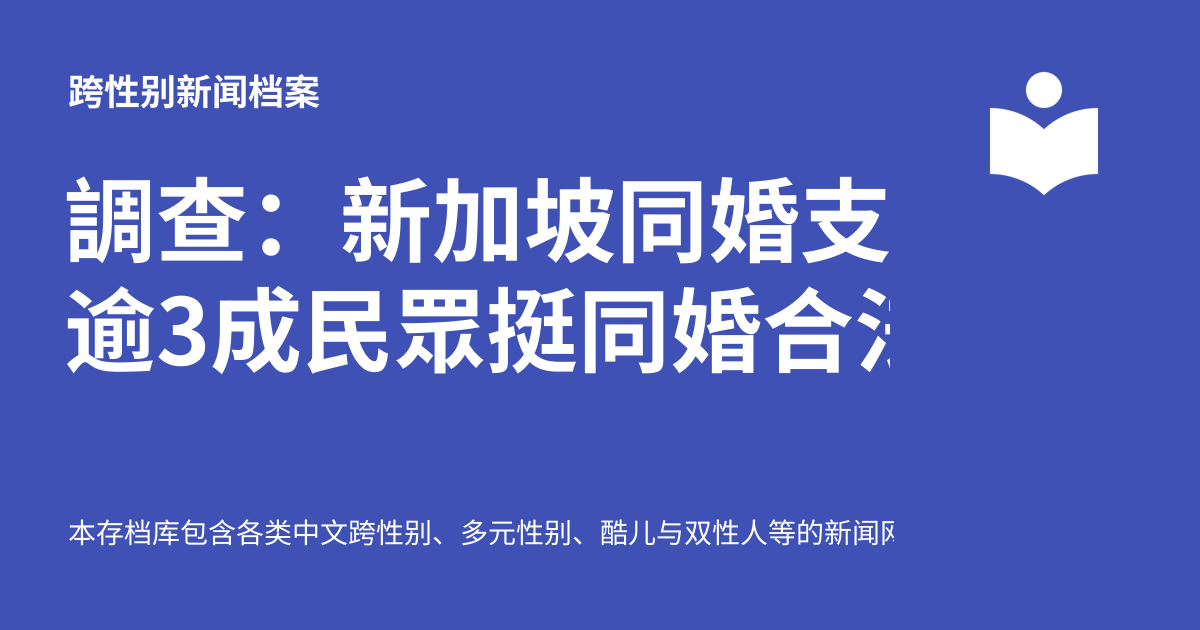 跨性别新闻档案
調查：新加坡同婚支
逾3成民眾挺同婚合
本存档库包含各类中文跨性别、多元性别、酷儿与双性人等的新闻